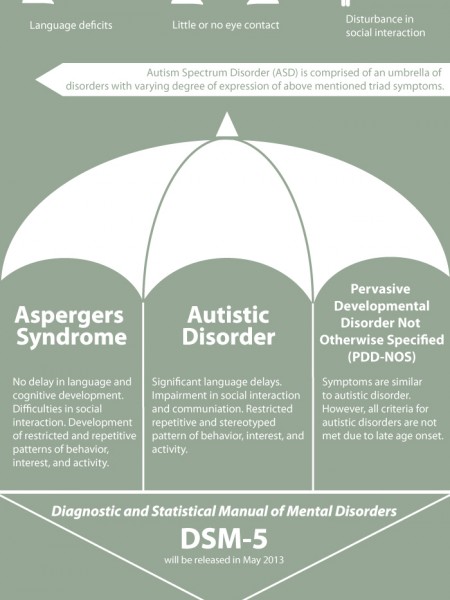 Language deficits
Little or no eye contact
Disturbance in
social interaction
Autism Spectrum Disorder (ASD) is comprised of an umbrella of
disorders with varying degree of expression of above mentioned triad symptoms.
Aspergers
Syndrome
No delay in language and
cognitive development.
Difficulties in social
interaction. Development
of restricted and repetitive
patterns of behavior,
interest, and activity.
Autistic
Disorder
Significant language delays.
Impairment in social interaction
and communiation. Restricted
repetitive and stereotyped
pattern of behavior, interest, and
activity.
Pervasive
Developmental
Disorder Not
Otherwise Specified
(PDD-NOS)
Symptoms are similar
to autistic disorder.
However, all criteria for
autistic disorders are not
met due to late age onset.
Diagnostic and Statistical Manual of Mental Disorders
DSM-5
will be released in May 2013